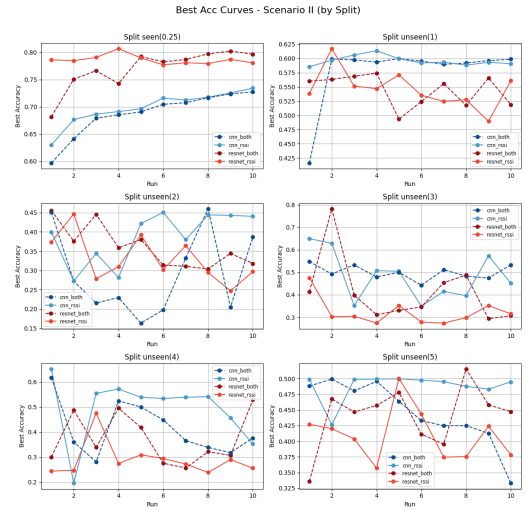 Best Acc Curves - Scenario II (by Split)
Split seen(0.25)
Split unseen(1)
0.80
0.75
0.70
0.65
0.60
Best Accuracy
cnn_both
cnn_rssi
resnet_both
resnet_rssi
2
4
6
8
10
Run
0.625
0.600
0.575
0.550
0.525
0.500
0.475
0.450
0.425
Best Accuracy
cnn_both
cnn_rssi
resnet_both
resnet_rssi
2
4
6
8
10
Run
Split unseen(2)
Split unseen(3)
0.45
0.40
0.35
0.30
0.25
0.20
0.15
Best Accuracy
cnn_both
cnn_rssi
resnet_both
resnet_rssi
2
4
6
8
10
Run
0.8
0.7
0.6
0.5
0.4
0.3
Best Accuracy
cnn_both
cnn_rssi
resnet_both
resnet_rssi
2
4
6
8
10
Run
Split unseen(4)
Split unseen(5)
0.6
0.5
0.4
0.3
0.2
Best Accuracy
cnn_both
cnn_rssi
resnet_both
resnet_rssi
2
4
6
8
10
Run
0.500
0.475
0.450
0.425
0.400
0.375
0.350
0.325
Best Accuracy
cnn_both
cnn_rssi
resnet_both
resnet_rssi
2
4
6
8
10
Run